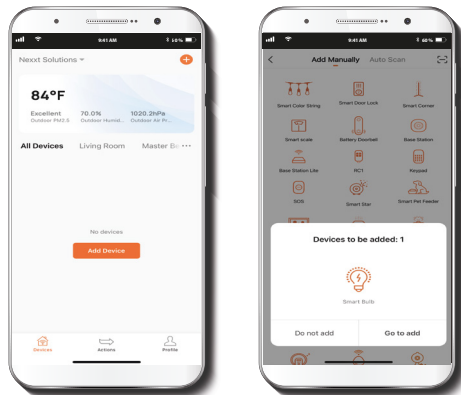 9:41 AM
Nexxt Solutions
84°F
Excellent
Outdoor PM2.5
70.0%
Outdoor Humid...
1020.2hPa
Outdoor Air Pr...
All Devices
Living Room
Master Be
No devices
Add Device
Devices
Actions
Profile
9:41 AM
60%
Add Manually
Auto Scan
Smart Color String
Smart Door Lock
Smart Corner
Smart scale
Battery Doorbell
Base Station
Base Station Lite
RC1
Keypad
SOS
Smart Star
Smart Pet Feeder
Devices to be added: 1
Smart Bulb
Do not add
Go to add